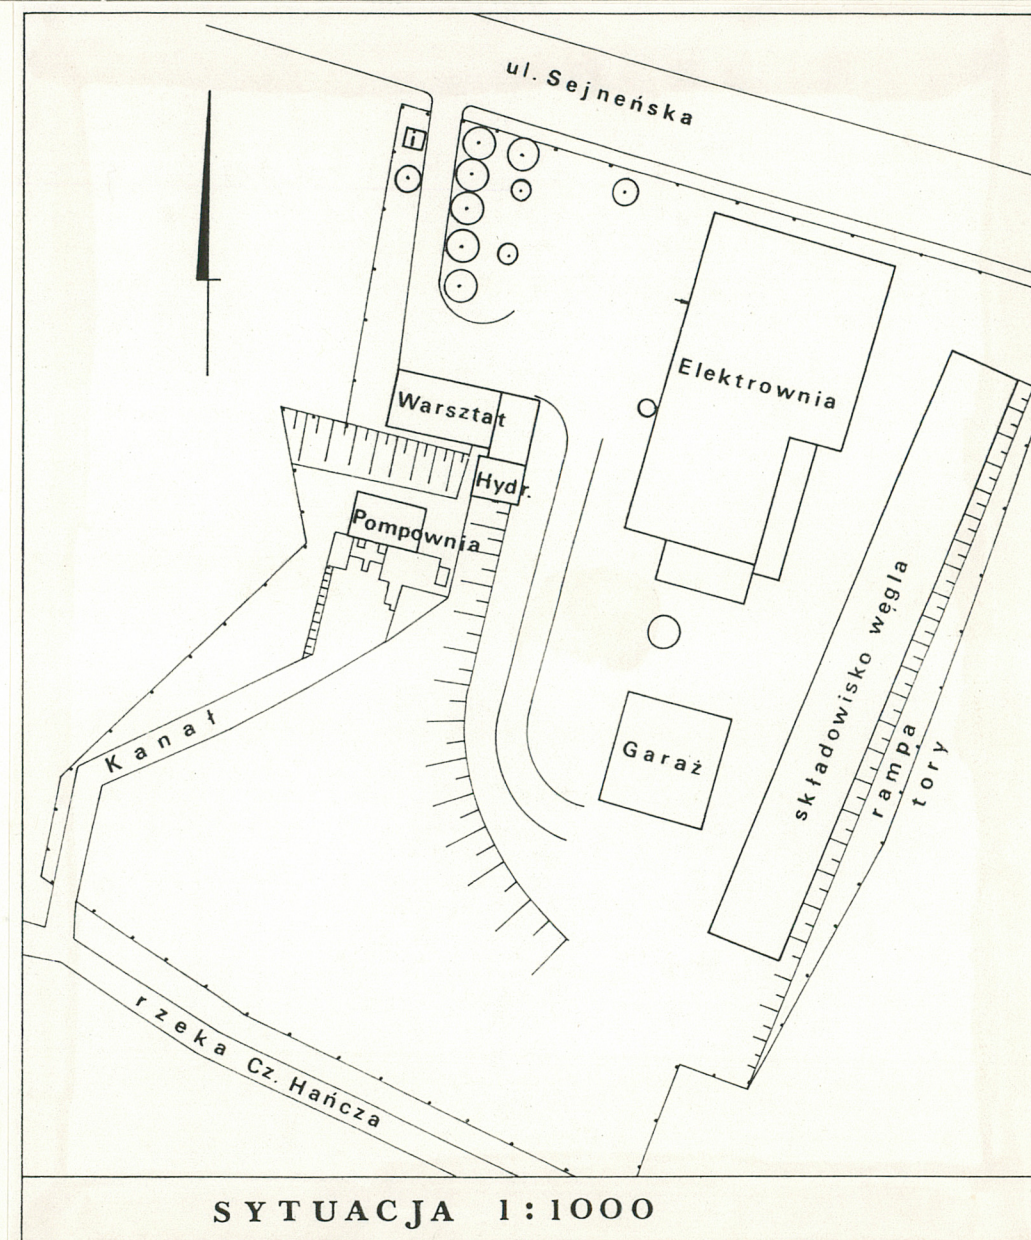 ul. Sejneńska
i
Elektrownia
Warsztat
Hydr.
Pompownia
składowisko węgla
Kanał
Garaż
rampa
tory
rzeka Cz. Hańcza
SYTUACJA 1:1000